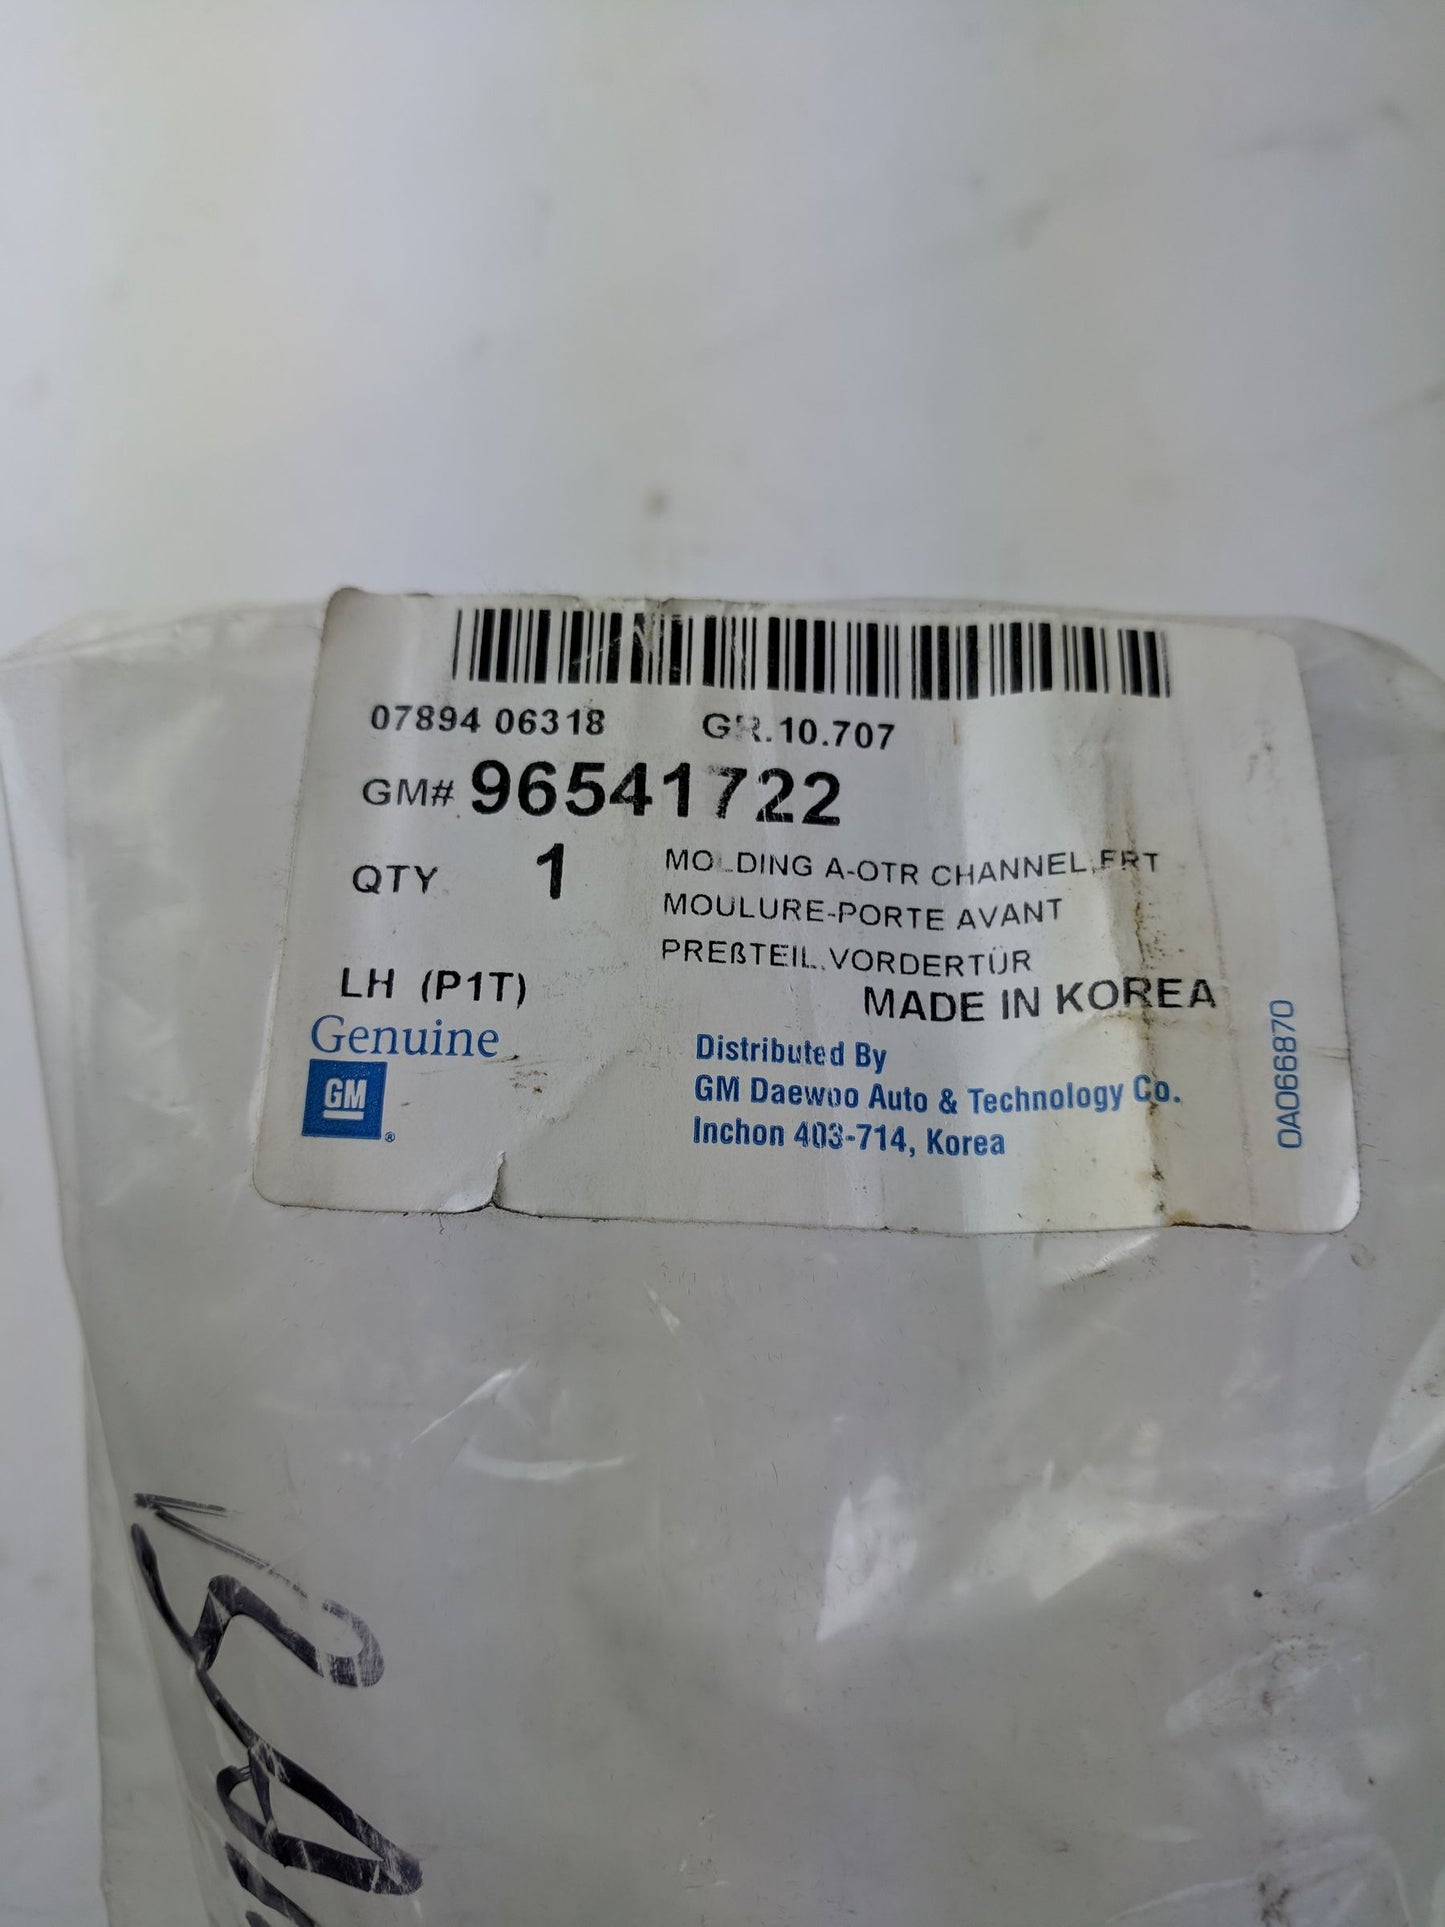 07894 06318 GR.10.707
GM# 96541722
QTY 1 MOLDING A-OTR CHANNEL,FRT
MOULURE-PORTE AVANT
PREßTEIL,VORDERTÜR
LH (P1T) MADE IN KOREA
Genuine
GM ®
Distributed By
GM Daewoo Auto & Technology Co.
Inchon 403-714, Korea
0A066870